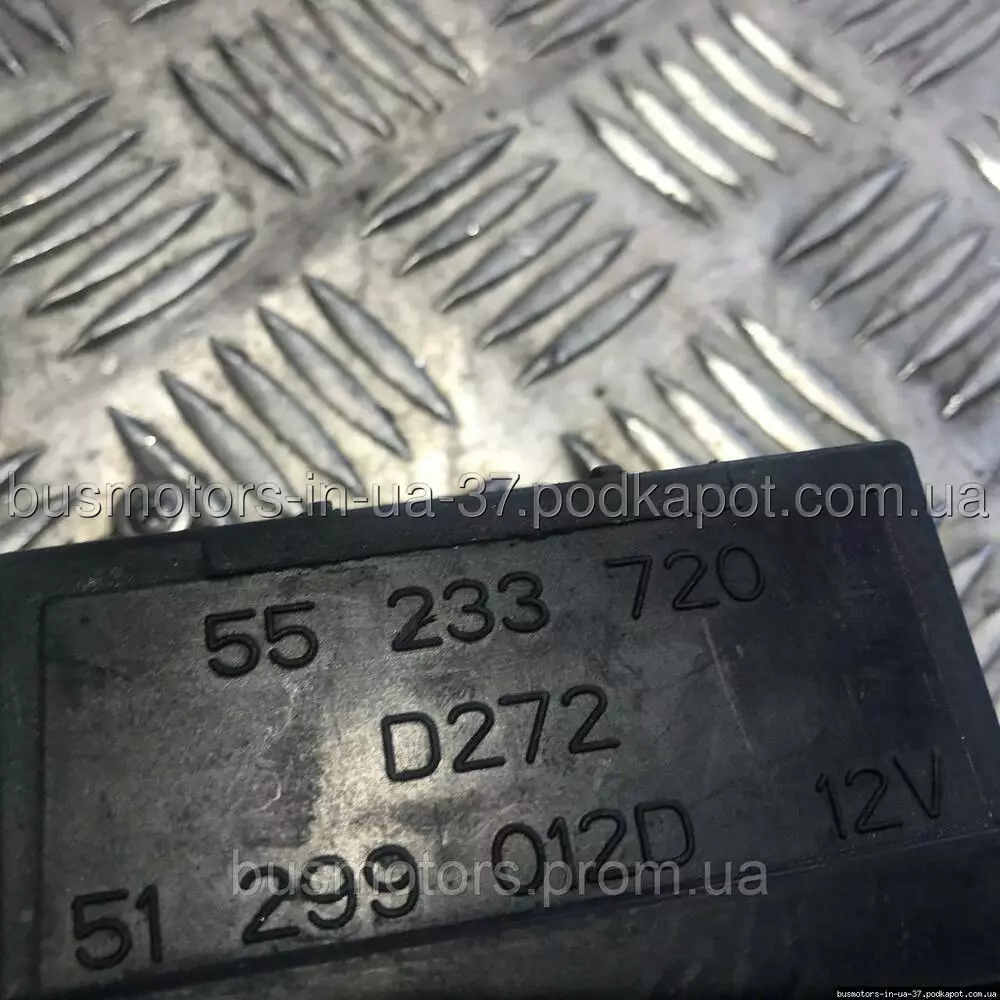 busmotors-in-ua-37.podkapot.com.ua
55 233 720
D272
51 299 012D 12V
busmotors.prom.ua
busmotors-in-ua-37.podkapot.com.ua